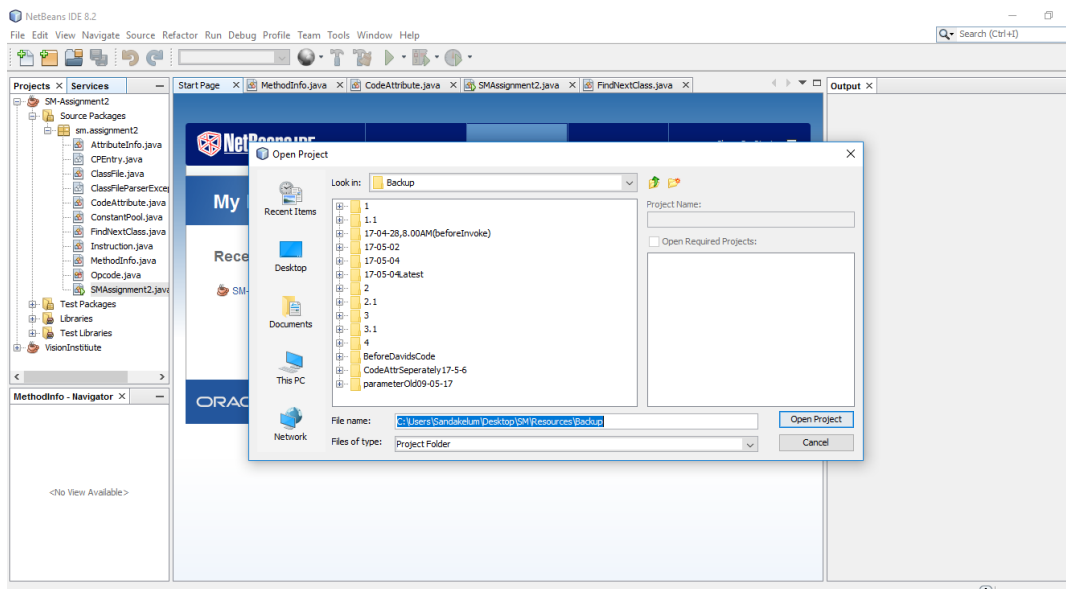 NetBeans IDE 8.2
File Edit View Navigate Source Refactor Run Debug Profile Team Tools Window Help
Search (Ctrl+I)
Projects Services
Start Page MethodInfo.java CodeAttribute.java SMAssignment2.java FindNextClass.java
Output
SM-Assignment2
Source Packages
sm.assignment2
AttributeInfo.java
CPEntry.java
ClassFile.java
ClassFileParserExcep
CodeAttribute.java
ConstantPool.java
FindNextClass.java
Instruction.java
MethodInfo.java
Opcode.java
SMAssignment2.java
Test Packages
Libraries
Test Libraries
VisionInstitiute
MethodInfo - Navigator
<No View Available>
My
Rece
SM-
ORAC
Open Project
Look in: Backup
Recent Items
Desktop
Documents
This PC
Network
1
1.1
17-04-28,8.00AM(beforeInvoke)
17-05-02
17-05-04
17-05-04Latest
2
2.1
3
3.1
4
BeforeDavidsCode
CodeAttrSeperately17-5-6
parameterOld09-05-17
Project Name:
Open Required Projects:
File name: C:\Users\Sandakelum\Desktop\SM\Resources\Backup
Open Project
Files of type: Project Folder
Cancel